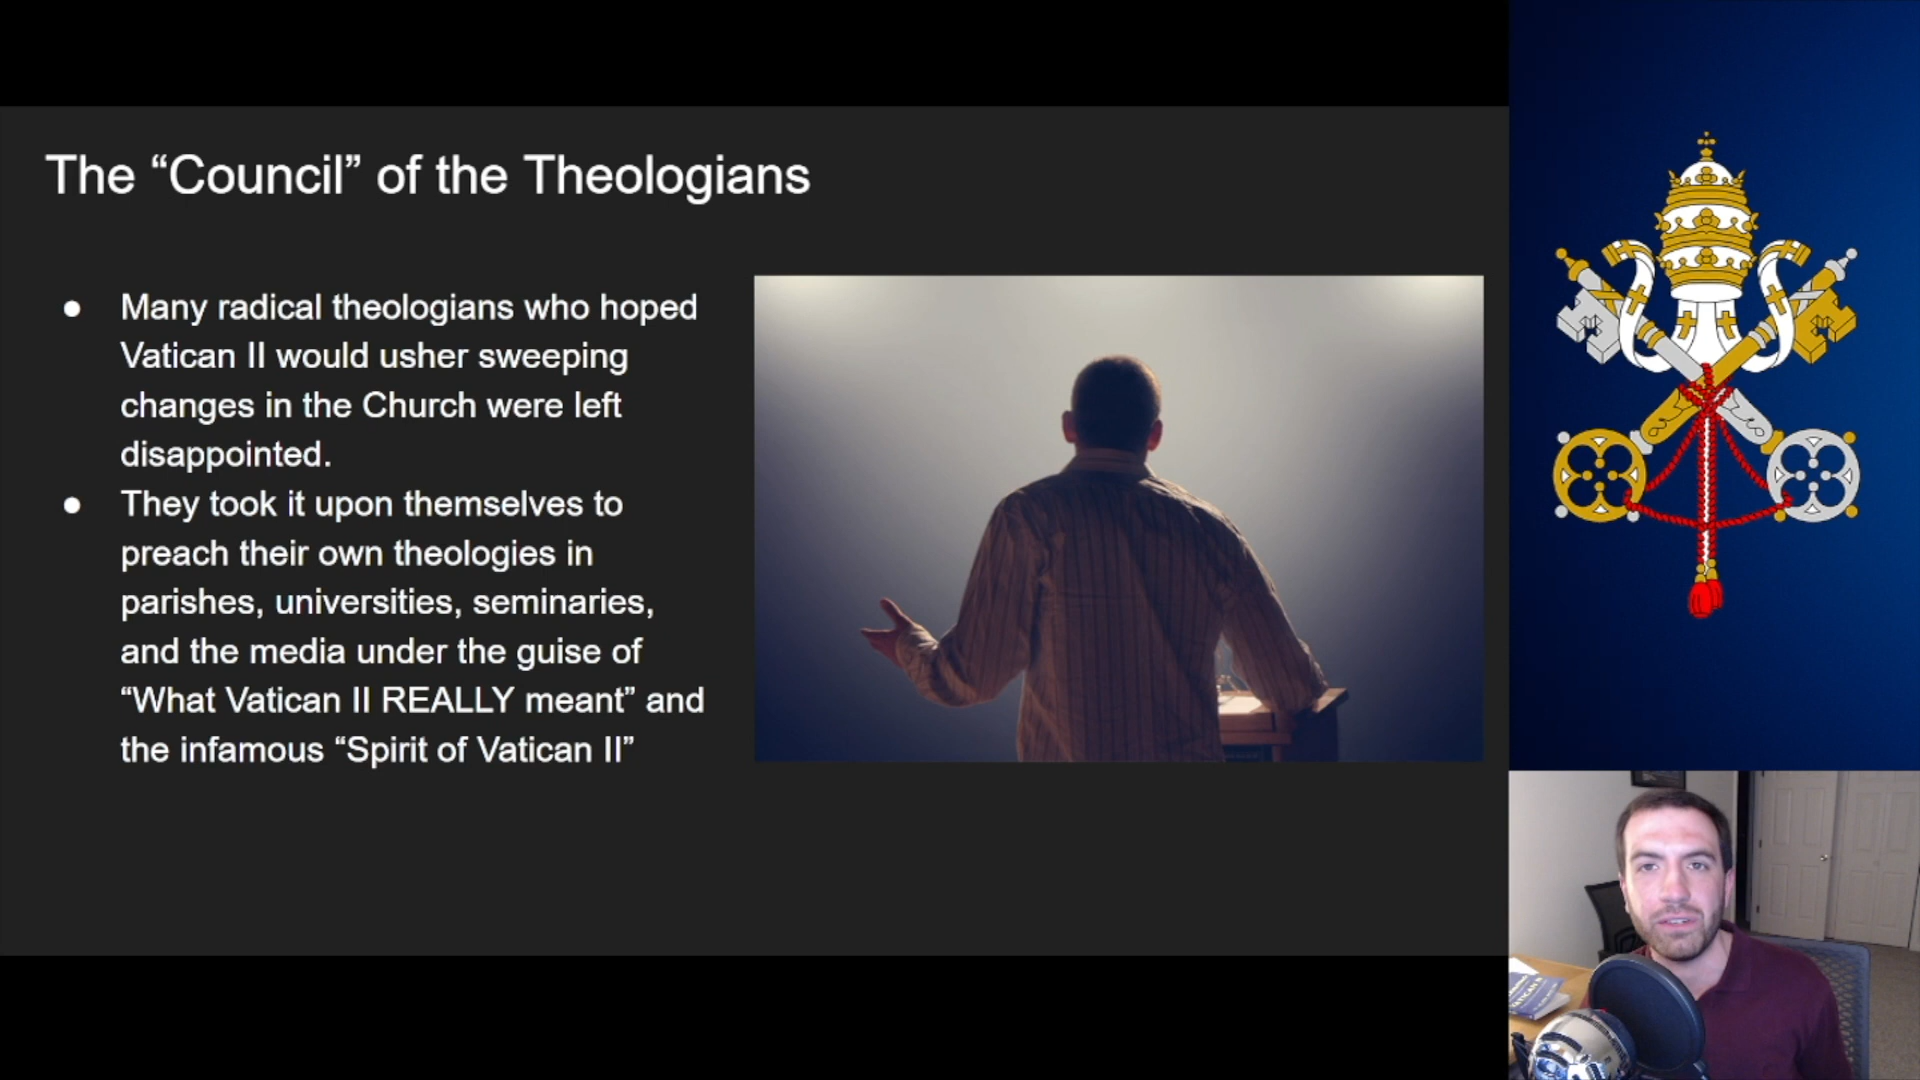 The “Council” of the Theologians
● Many radical theologians who hoped
Vatican II would usher sweeping
changes in the Church were left
disappointed.
● They took it upon themselves to
preach their own theologies in
parishes, universities, seminaries,
and the media under the guise of
“What Vatican II REALLY meant” and
the infamous “Spirit of Vatican II”
VATICAN II